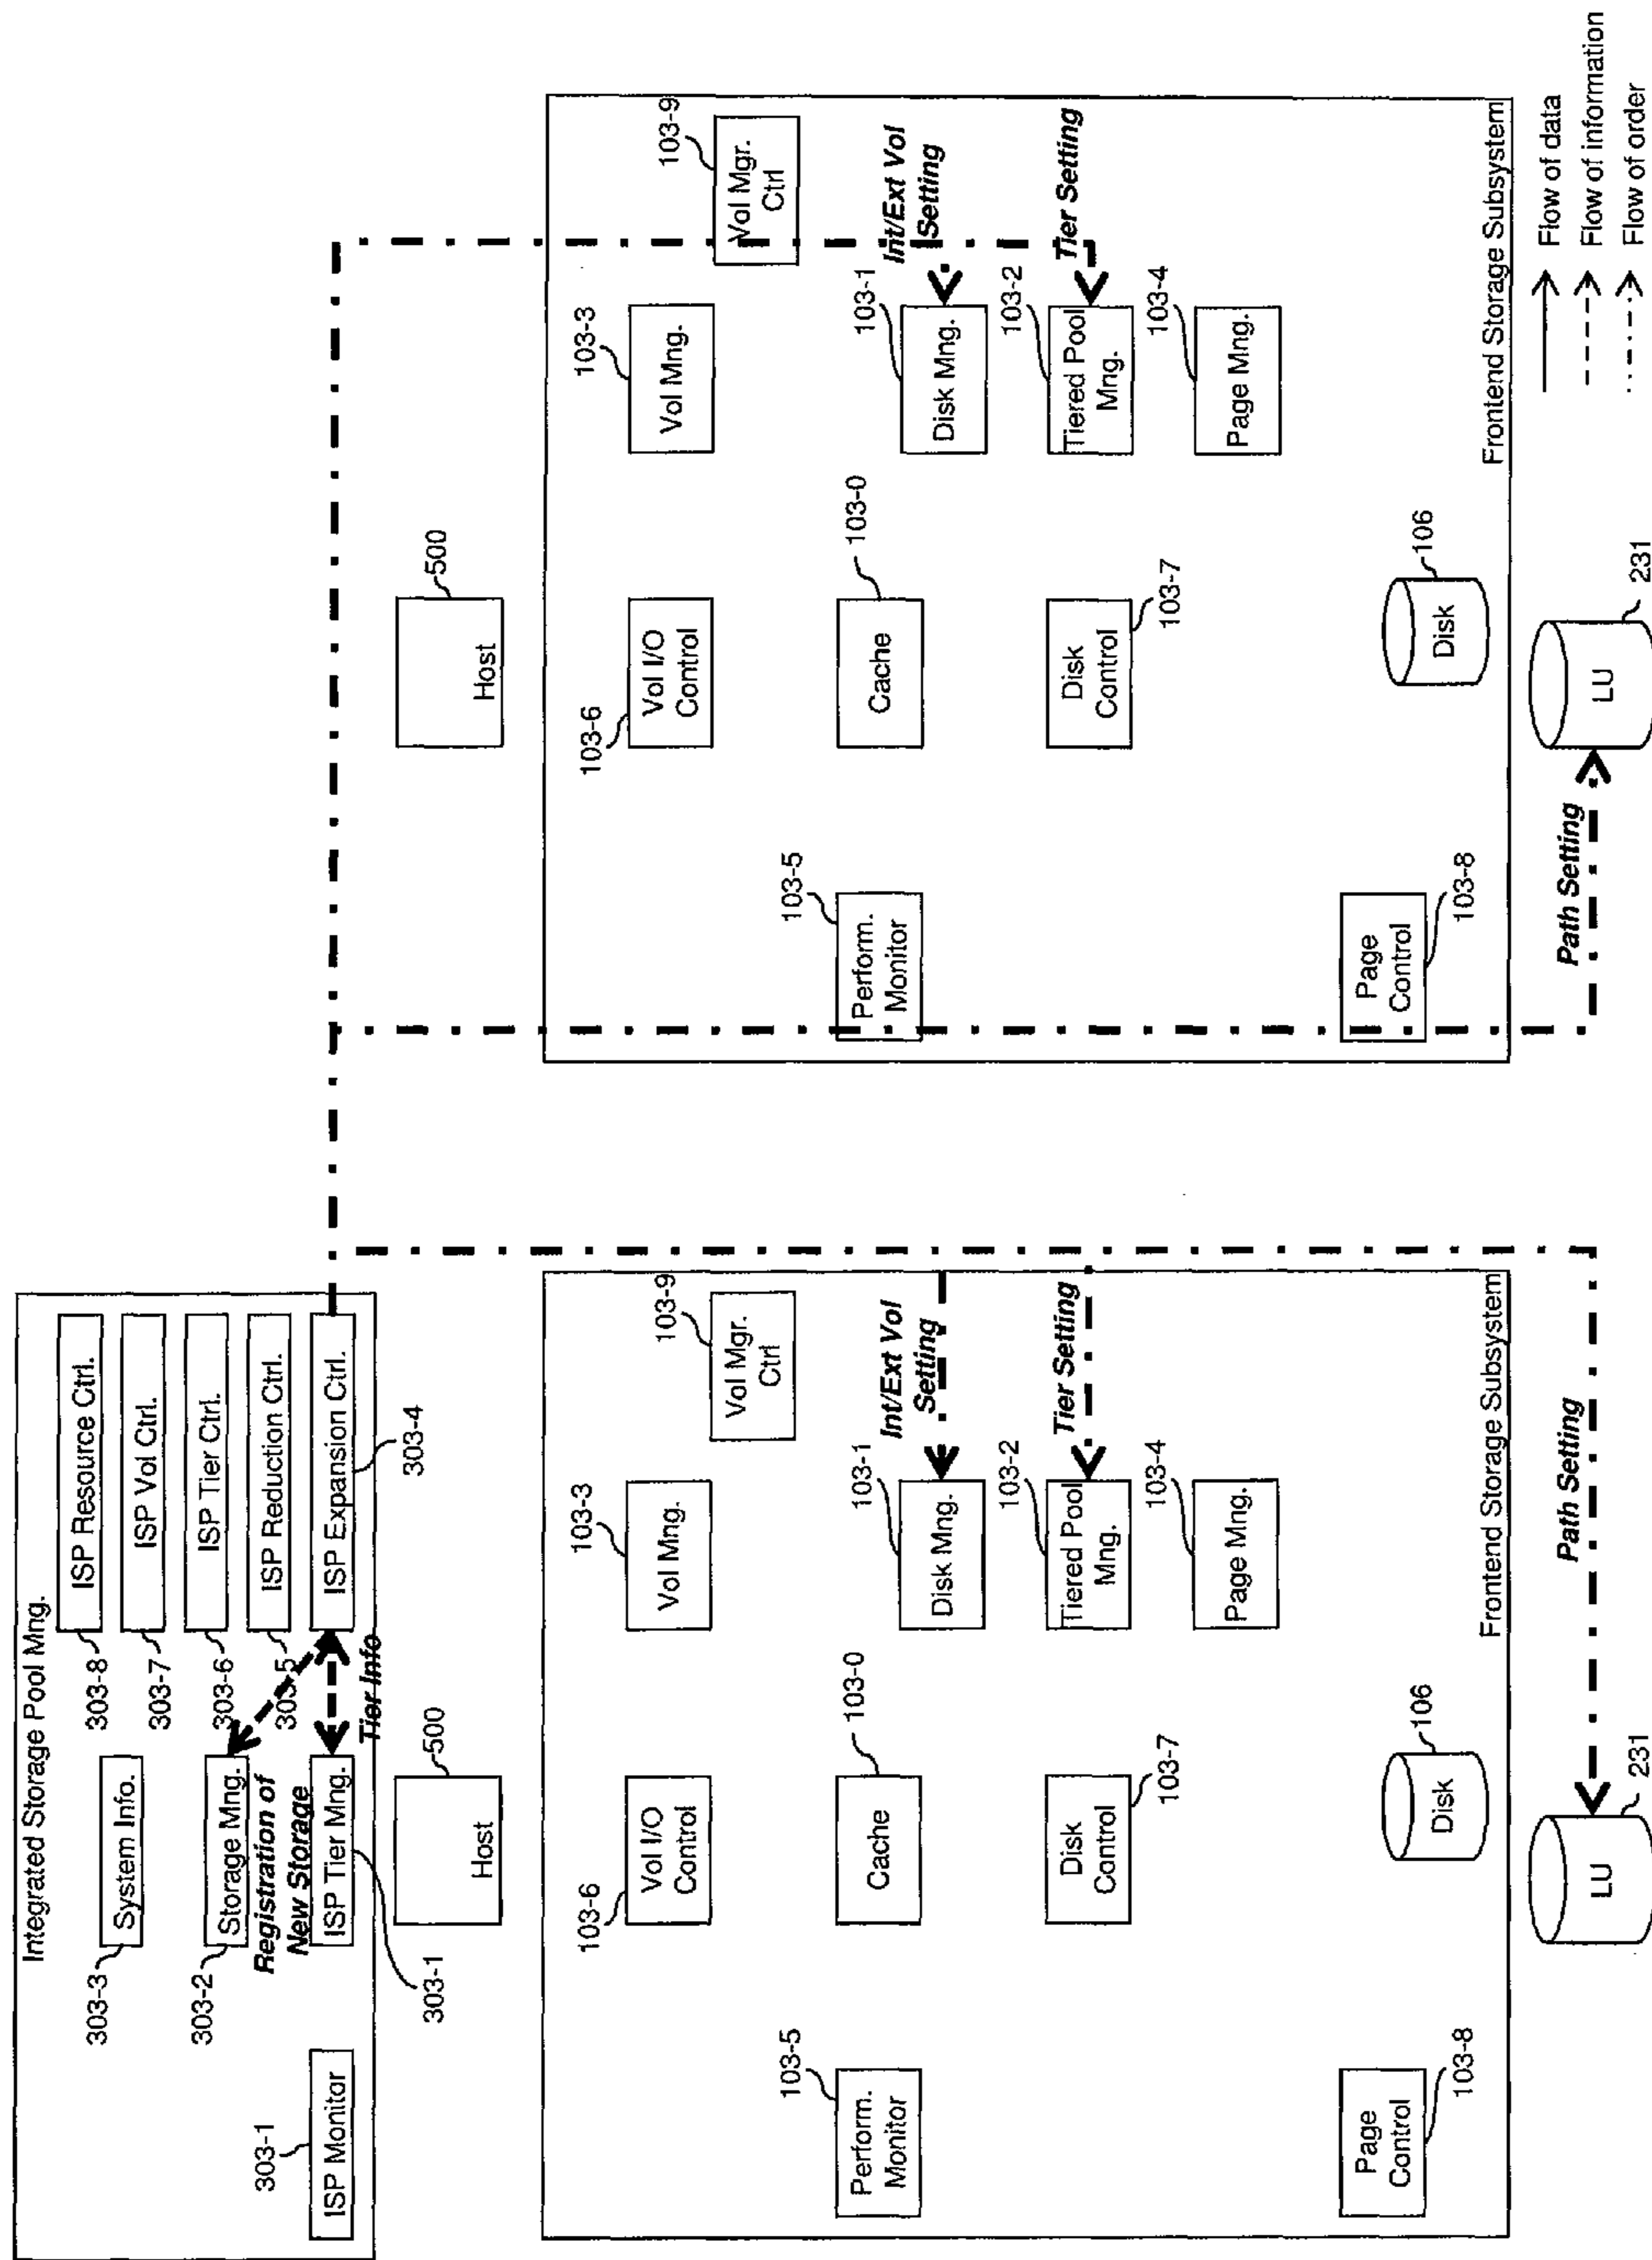 Integrated Storage Pool Mng.
303-1
ISP Monitor
303-3
System Info.
303-2
Storage Mng.
Registration of
New Storage
ISP Tier Mng.
303-1
Tier Info
303-8
ISP Resource Ctrl.
303-7
ISP Vol Ctrl.
303-6
ISP Tier Ctrl.
303-5
ISP Reduction Ctrl.
ISP Expansion Ctrl.
303-4
500
Host
103-5
Perform.
Monitor
Page
Control
103-8
103-6
Vol I/O
Control
103-0
Cache
Disk
Control
103-7
106
Disk
103-3
Vol Mng.
103-9
Vol Mgr.
Ctrl
Int/Ext Vol
Setting
103-1
Disk Mng.
Tier Setting
103-2
Tiered Pool
Mng.
103-4
Page Mng.
Frontend Storage Subsystem
LU
231
Path Setting
500
Host
103-5
Perform.
Monitor
Page
Control
103-8
103-6
Vol I/O
Control
103-0
Cache
Disk
Control
103-7
106
Disk
103-3
Vol Mng.
103-9
Vol Mgr.
Ctrl
Int/Ext Vol
Setting
103-1
Disk Mng.
Tier Setting
103-2
Tiered Pool
Mng.
103-4
Page Mng.
Frontend Storage Subsystem
Path Setting
LU
231
Flow of data
Flow of information
Flow of order